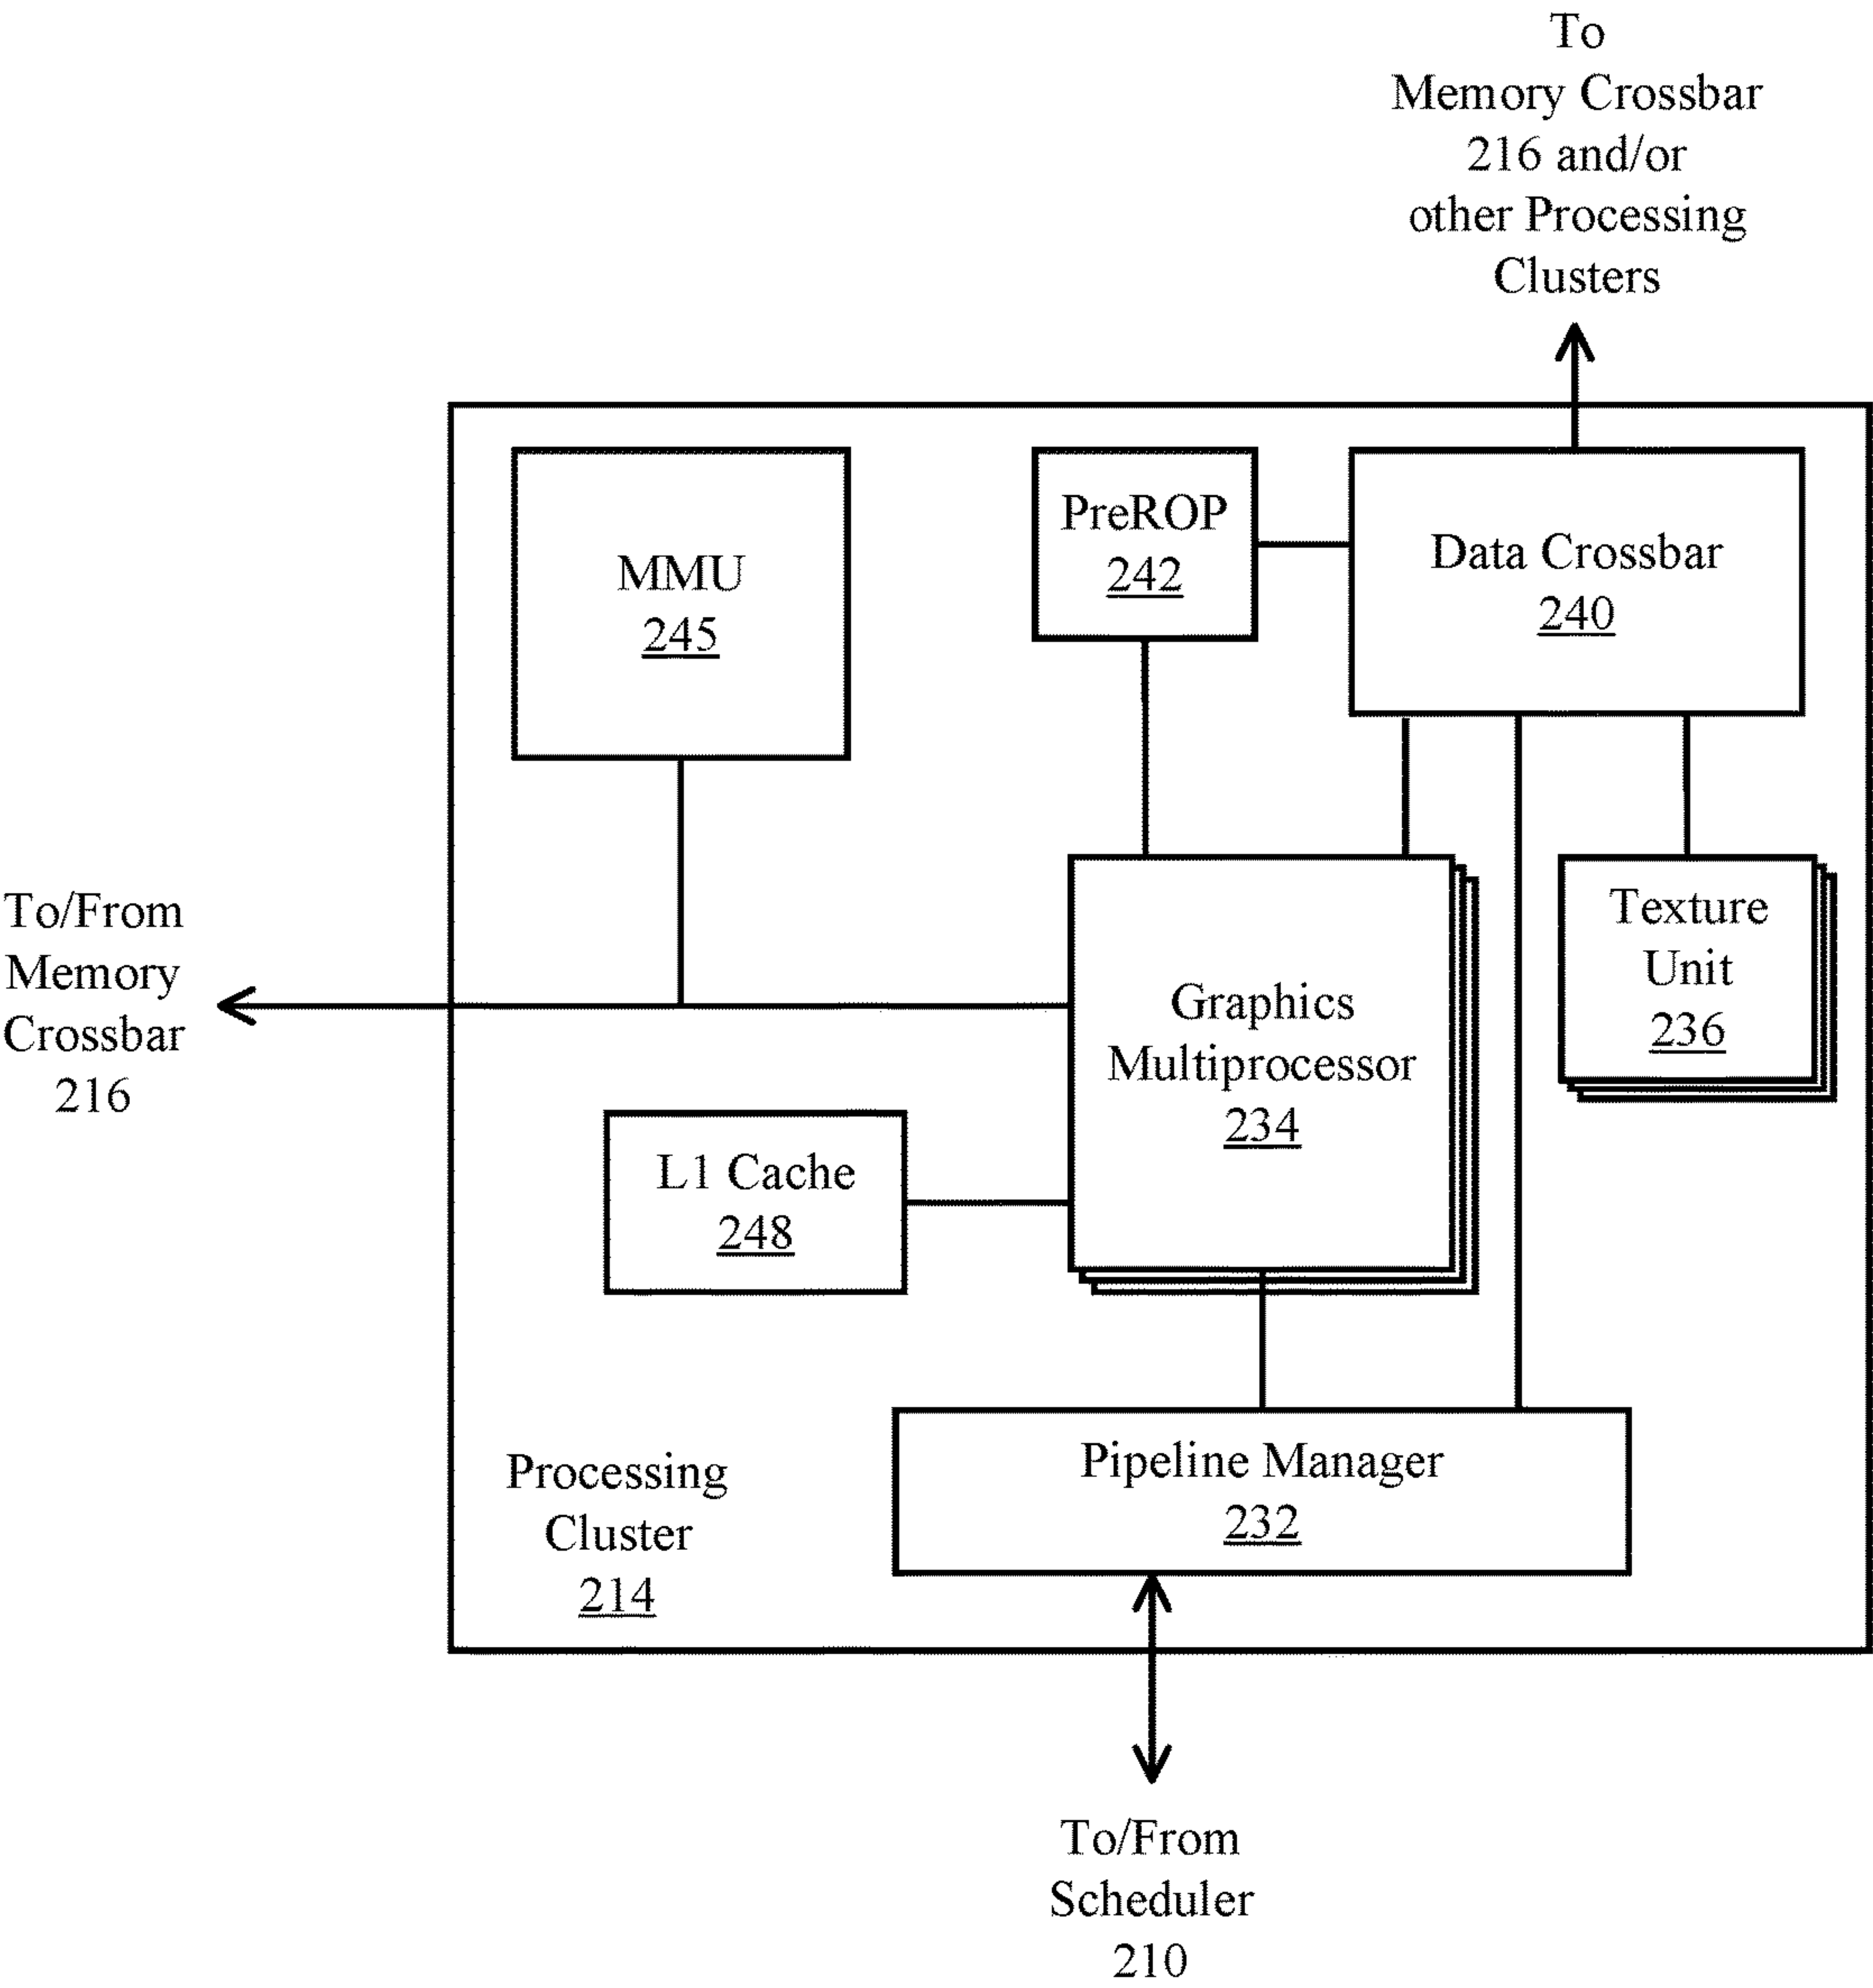 To
Memory Crossbar
216 and/or
other Processing
Clusters
MMU
245
PreROP
242
Data Crossbar
240
To/From
Memory
Crossbar
216
Graphics
Multiprocessor
234
Texture
Unit
236
L1 Cache
248
Pipeline Manager
232
Processing
Cluster
214
To/From
Scheduler
210